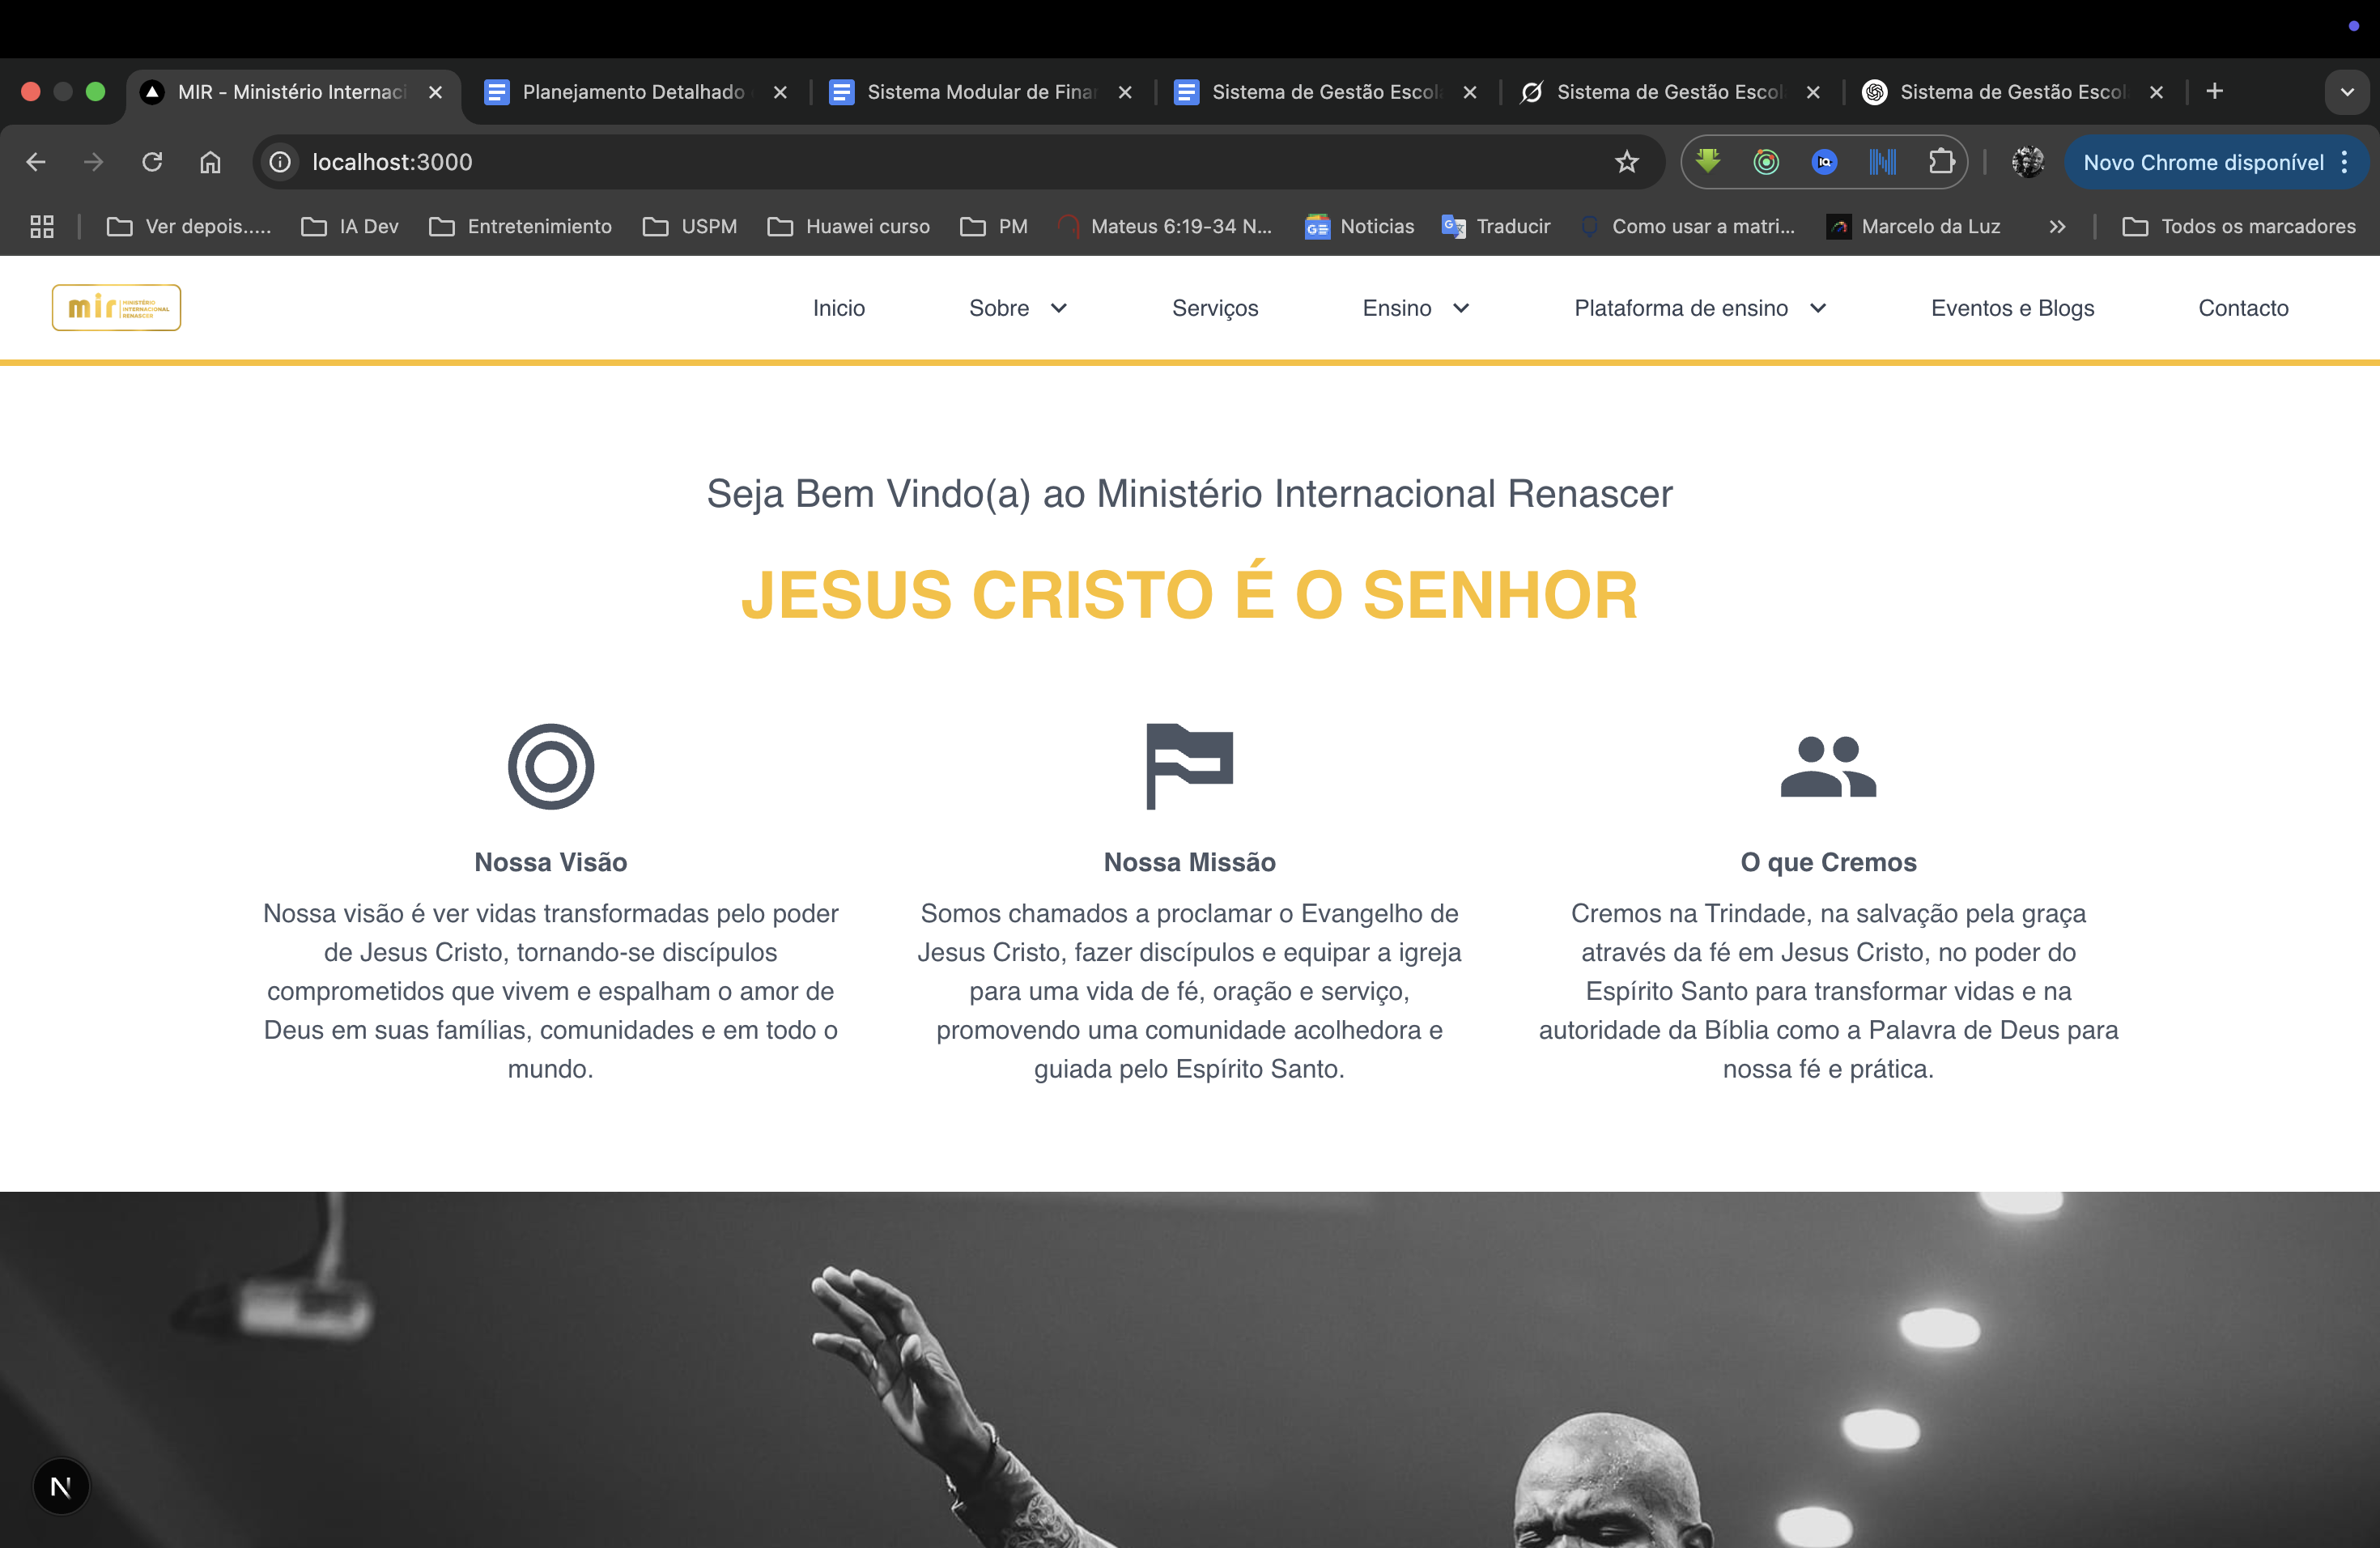 MIR - Ministério Internaci
Planejamento Detalhado
Sistema Modular de Finan
Sistema de Gestão Escola
Sistema de Gestão Escol
Sistema de Gestão Escol
localhost:3000
Novo Chrome disponível
Ver depois.....
IA Dev
Entretenimiento
USPM
Huawei curso
PM
Mateus 6:19-34 N...
Noticias
Traducir
Como usar a matri...
Marcelo da Luz
Todos os marcadores
mir MINISTÉRIO
INTERNACIONAL
RENASCER
Inicio
Sobre
Serviços
Ensino
Plataforma de ensino
Eventos e Blogs
Contacto
Seja Bem Vindo(a) ao Ministério Internacional Renascer
JESUS CRISTO É O SENHOR
Nossa Visão
Nossa visão é ver vidas transformadas pelo poder
de Jesus Cristo, tornando-se discípulos
comprometidos que vivem e espalham o amor de
Deus em suas famílias, comunidades e em todo o
mundo.
Nossa Missão
Somos chamados a proclamar o Evangelho de
Jesus Cristo, fazer discípulos e equipar a igreja
para uma vida de fé, oração e serviço,
promovendo uma comunidade acolhedora e
guiada pelo Espírito Santo.
O que Cremos
Cremos na Trindade, na salvação pela graça
através da fé em Jesus Cristo, no poder do
Espírito Santo para transformar vidas e na
autoridade da Bíblia como a Palavra de Deus para
nossa fé e prática.
N